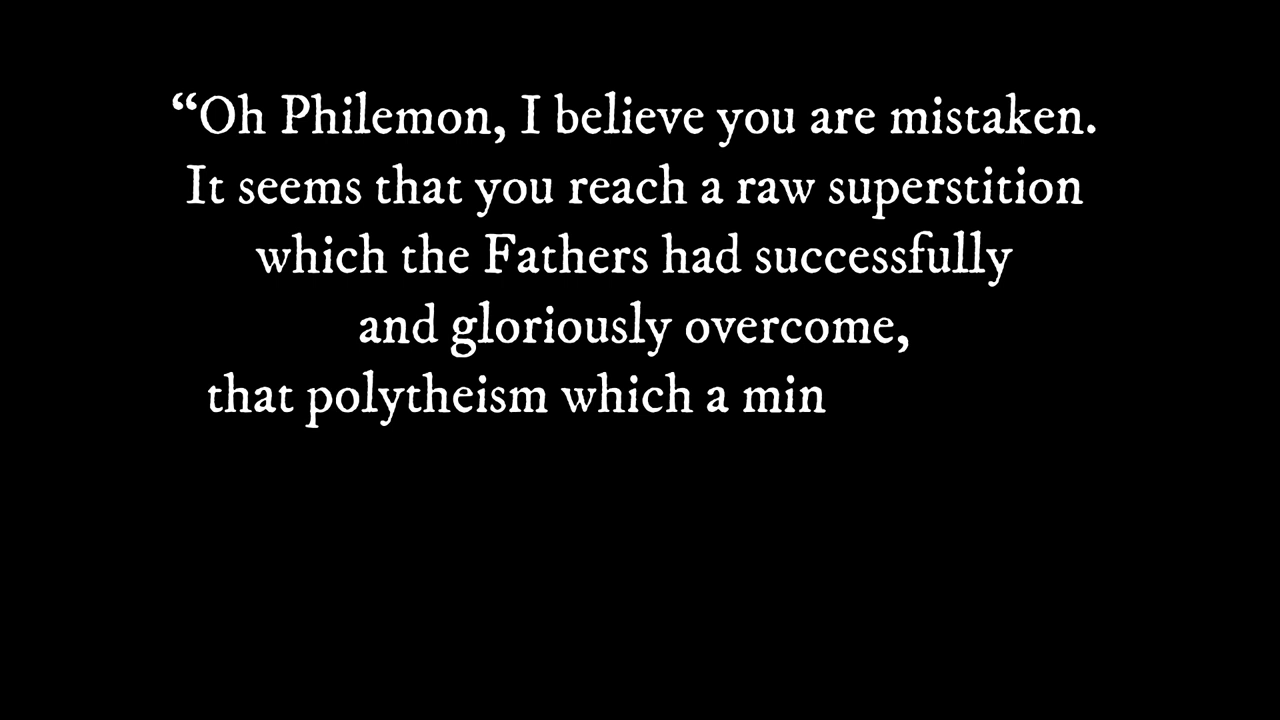 “Oh Philemon, I believe you are mistaken.
It seems that you reach a raw superstition
which the Fathers had successfully
and gloriously overcome,
that polytheism which a min